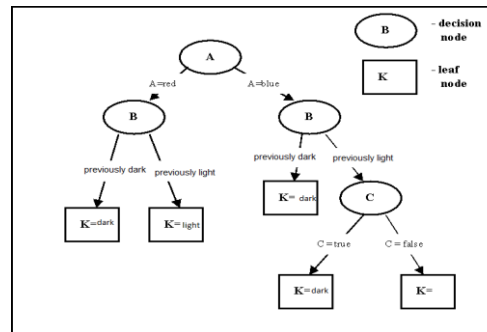 A
B
- decision
node
K
- leaf
node
A=red
A=blue
B
B
previously dark
previously light
previously dark
previously light
K=dark
K=light
K= dark
C
C=true
C=false
K=dark
K=